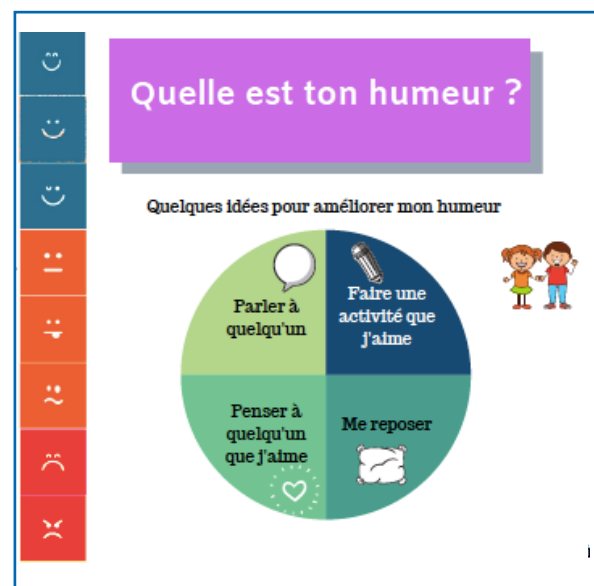 Quelle est ton humeur ?
Quelques idées pour améliorer mon humeur
Parler à
quelqu'un
Faire une
activité que
j'aime
Penser à
quelqu'un
que j'aime
Me reposer